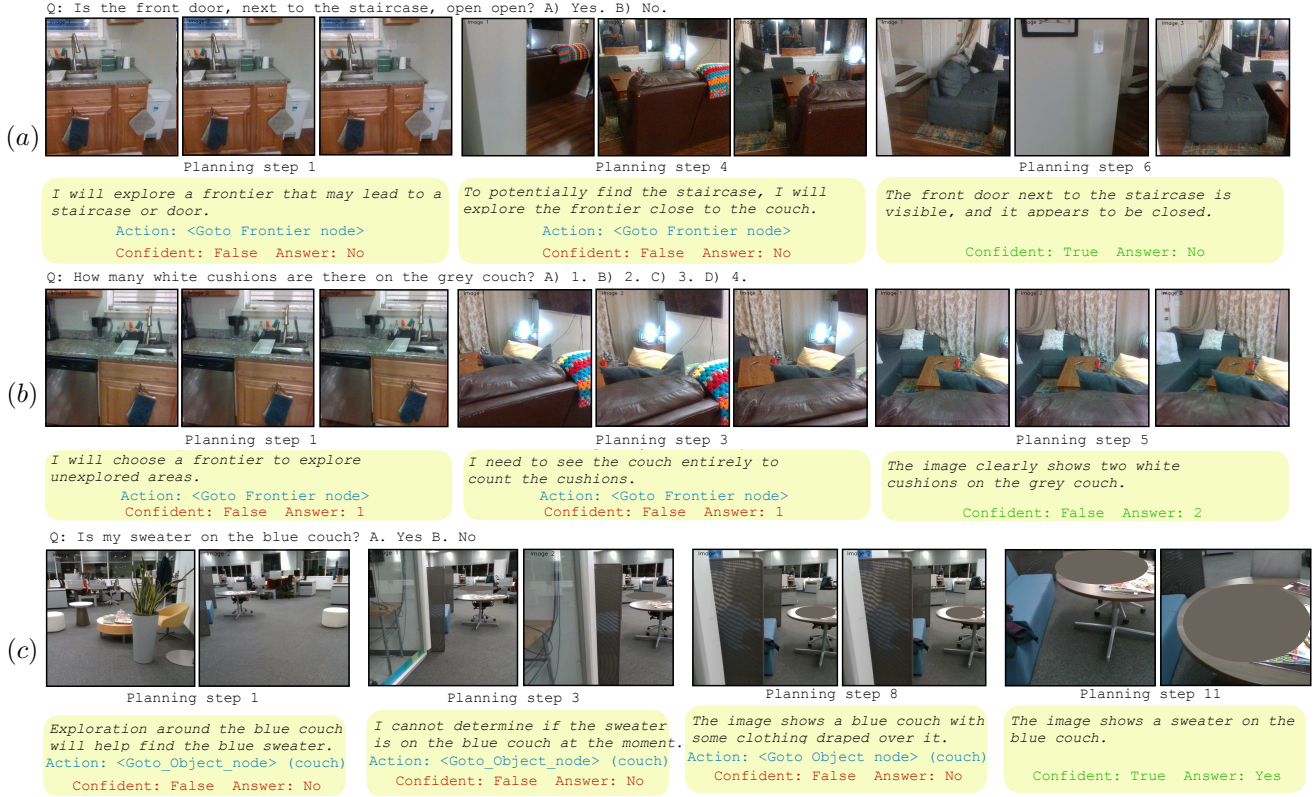 Q: Is the front door, next to the staircase, open open? A) Yes. B) No.
Image 1
Image 3
(a)
Planning step 1
Planning step 4
Planning step 6
I will explore a frontier that may lead to a
staircase or door.
Action: <Goto Frontier node>
Confident: False Answer: No
To potentially find the staircase, I will
explore the frontier close to the couch.
Action: <Goto Frontier node>
Confident: False Answer: No
The front door next to the staircase is
visible, and it appears to be closed.
Confident: True Answer: No
Q: How many white cushions are there on the grey couch? A) 1. B) 2. C) 3. D) 4.
(b)
Planning step 1
Planning step 3
Planning step 5
I will choose a frontier to explore
unexplored areas.
Action: <Goto Frontier node>
Confident: False Answer: 1
I need to see the couch entirely to
count the cushions.
Action: <Goto Frontier node>
Confident: False Answer: 1
The image clearly shows two white
cushions on the grey couch.
Confident: False Answer: 2
Q: Is my sweater on the blue couch? A. Yes B. No
Image 2
(c)
Planning step 1
Planning step 3
Planning step 8
Planning step 11
Exploration around the blue couch
will help find the blue sweater.
Action: <Goto_Object_node> (couch)
Confident: False Answer: No
I cannot determine if the sweater
is on the blue couch at the moment.
Action: <Goto_Object_node> (couch)
Confident: False Answer: No
The image shows a blue couch with
some clothing draped over it.
Action: <Goto Object node> (couch)
Confident: False Answer: No
The image shows a sweater on the
blue couch.
Confident: True Answer: Yes